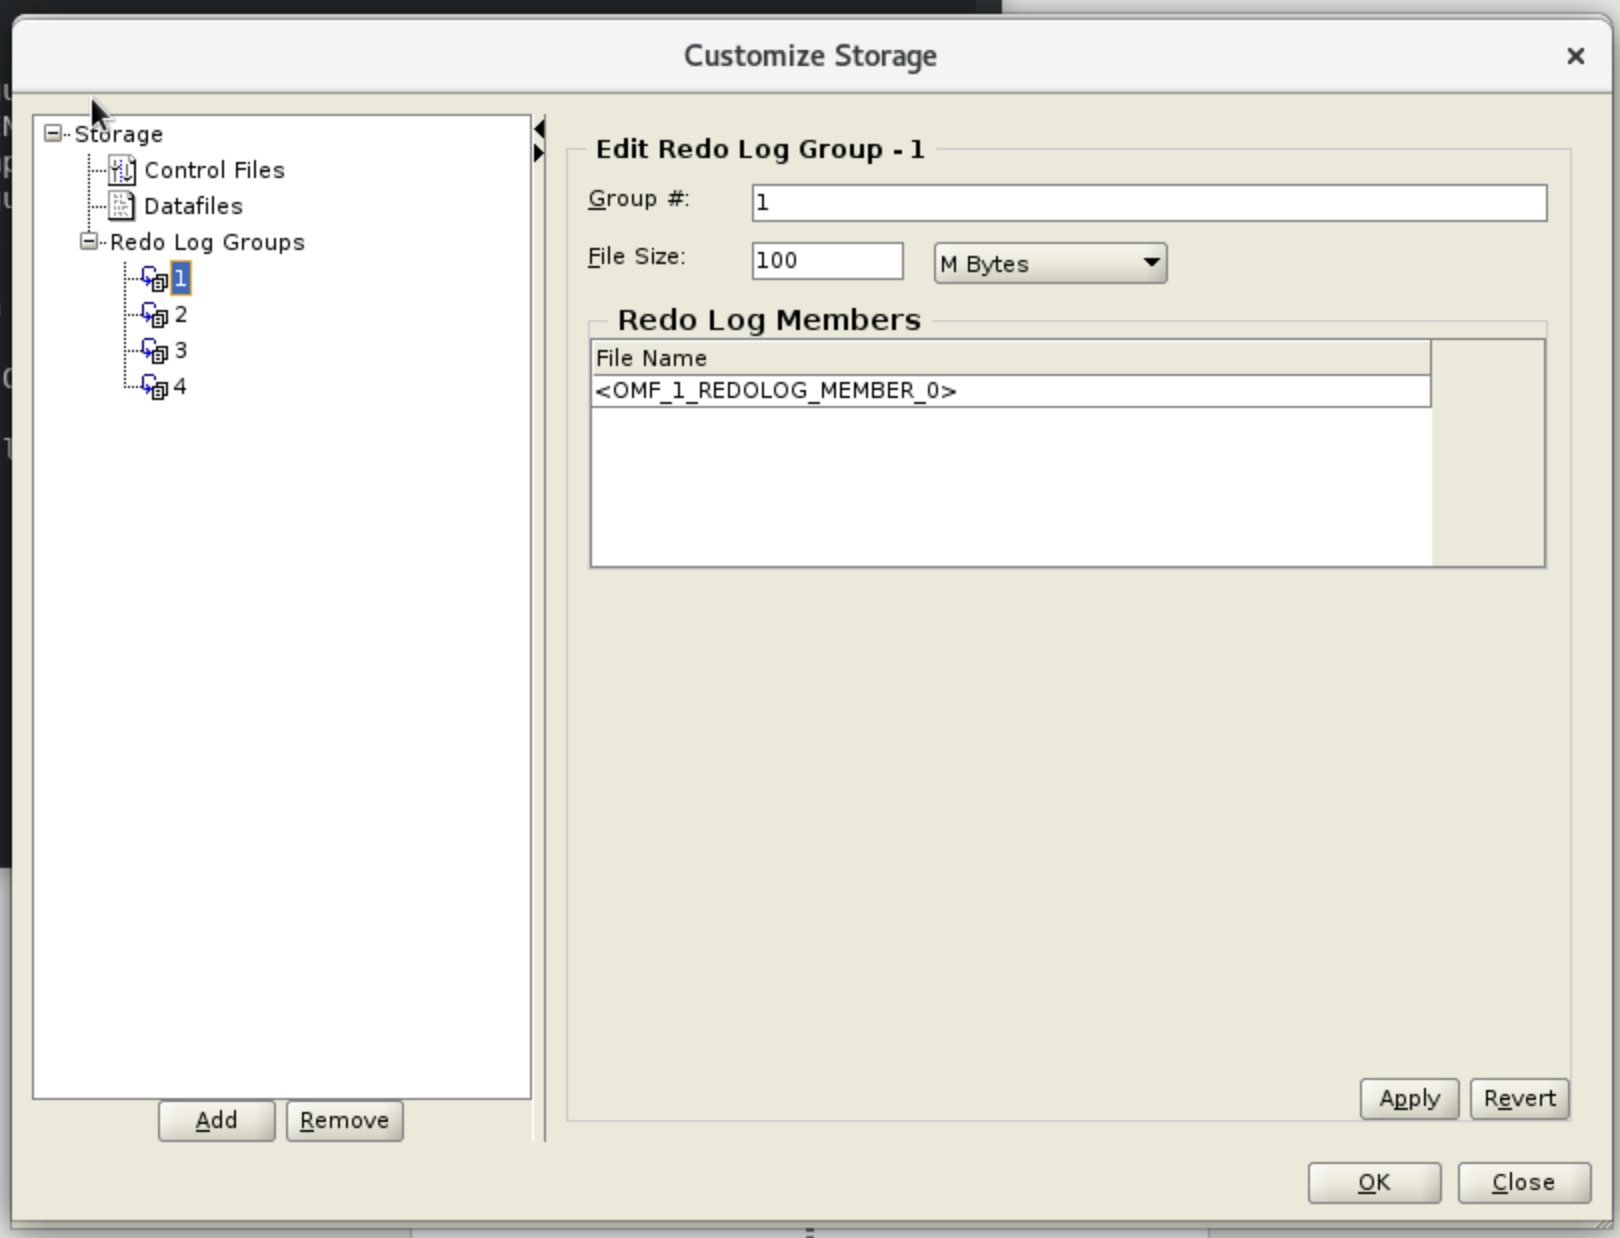 Customize Storage
Storage
Control Files
Datafiles
Redo Log Groups
1
2
3
4
Add
Remove
Edit Redo Log Group - 1
Group #:
1
File Size:
100
M Bytes
Redo Log Members
File Name
<OMF_1_REDOLOG_MEMBER_0>
Apply
Revert
OK
Close